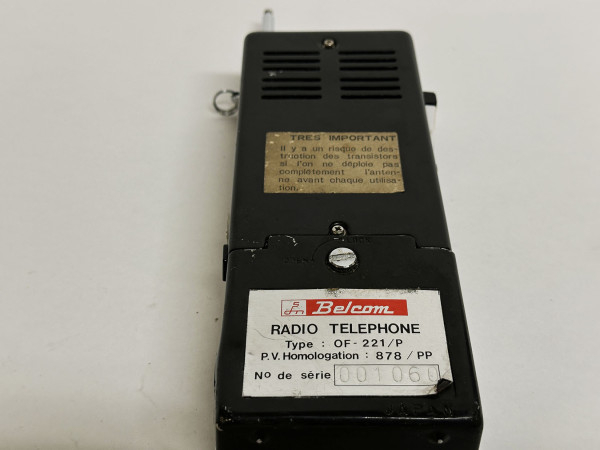 TRES IMPORTANT
Il y a un risque de des-
truction des transistors
si l'on ne déploie pas
complètement l'anten-
ne avant chaque utilisa-
tion.
Belcom
RADIO TELEPHONE
Type : OF-221/P
P.V. Homologation : 878/PP
No de série 001060
JAPAN